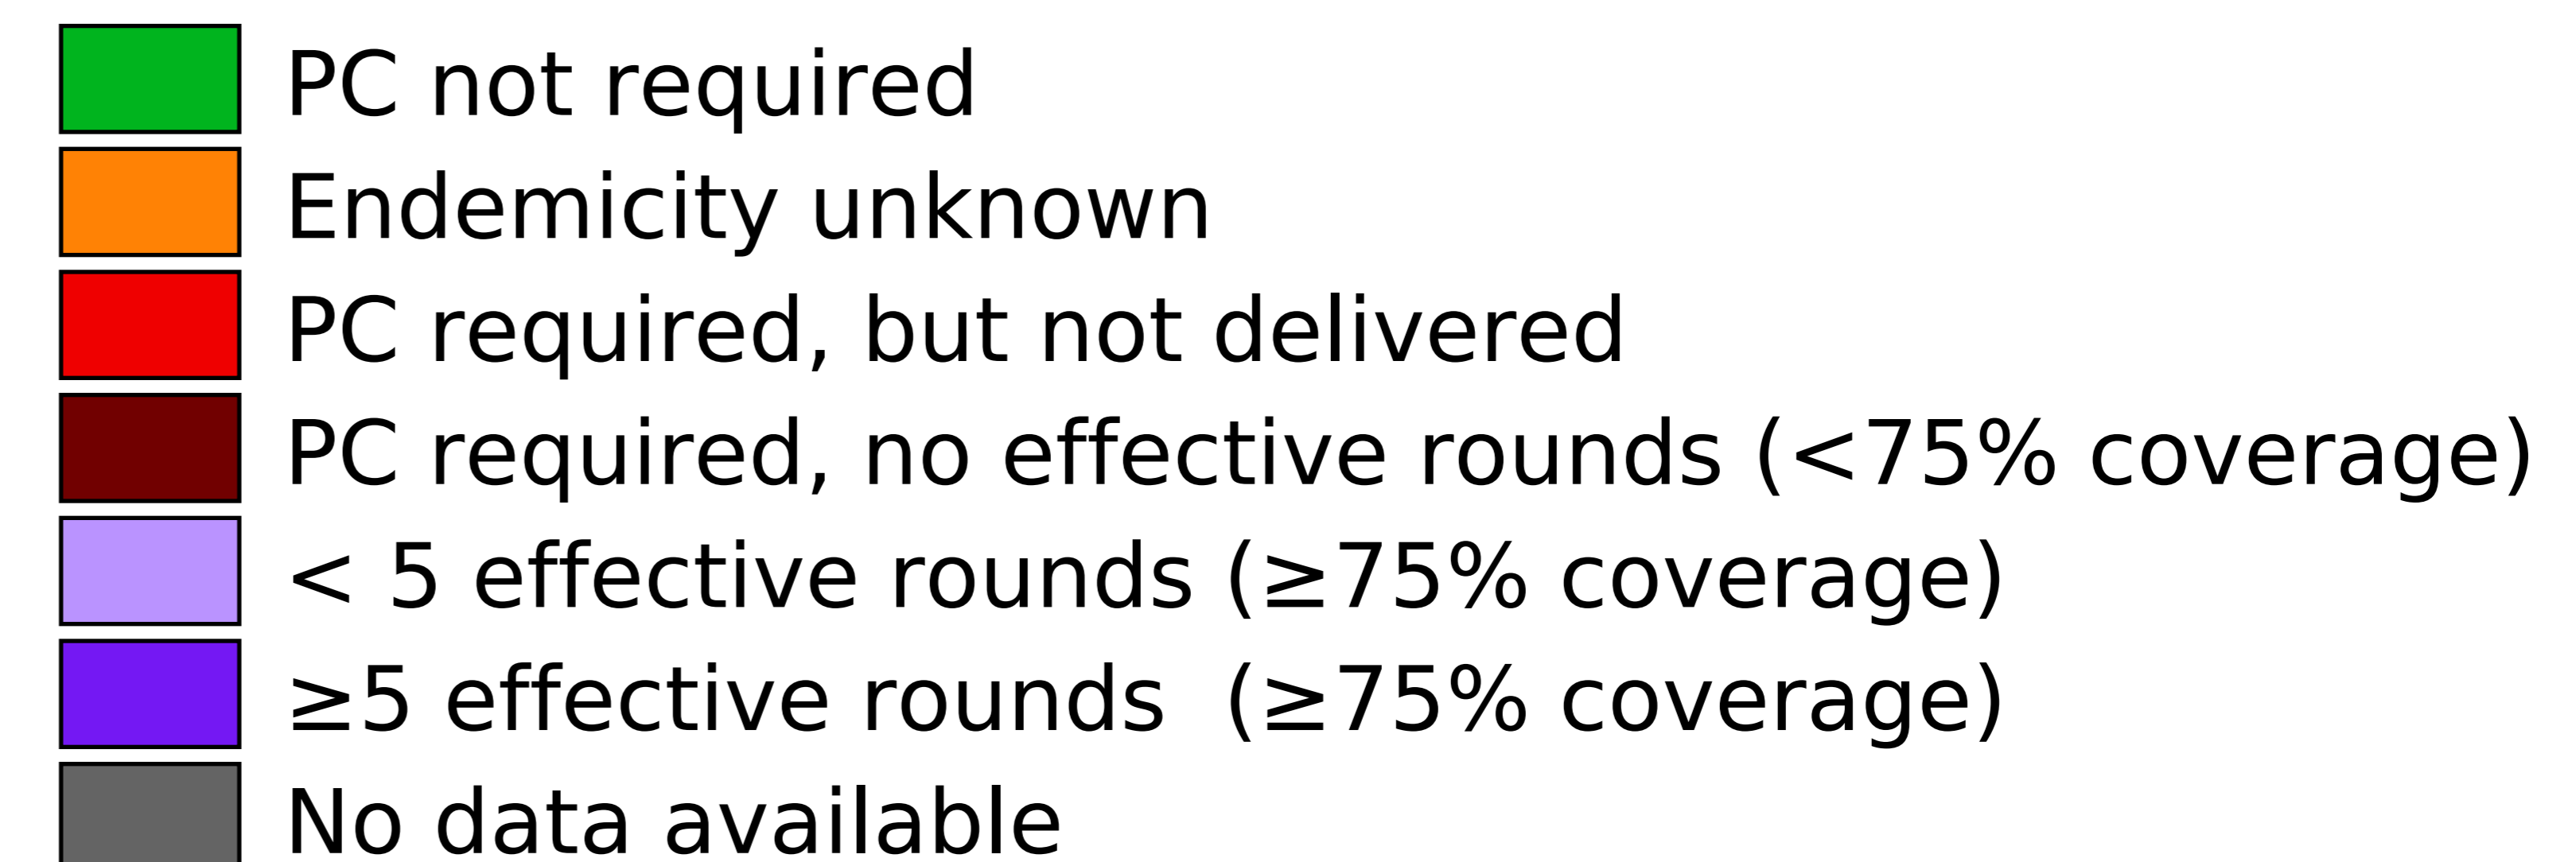 PC not required
Endemicity unknown
PC required, but not delivered
PC required, no effective rounds (<75% coverage)
< 5 effective rounds (≥75% coverage)
≥5 effective rounds  (≥75% coverage)
No data available